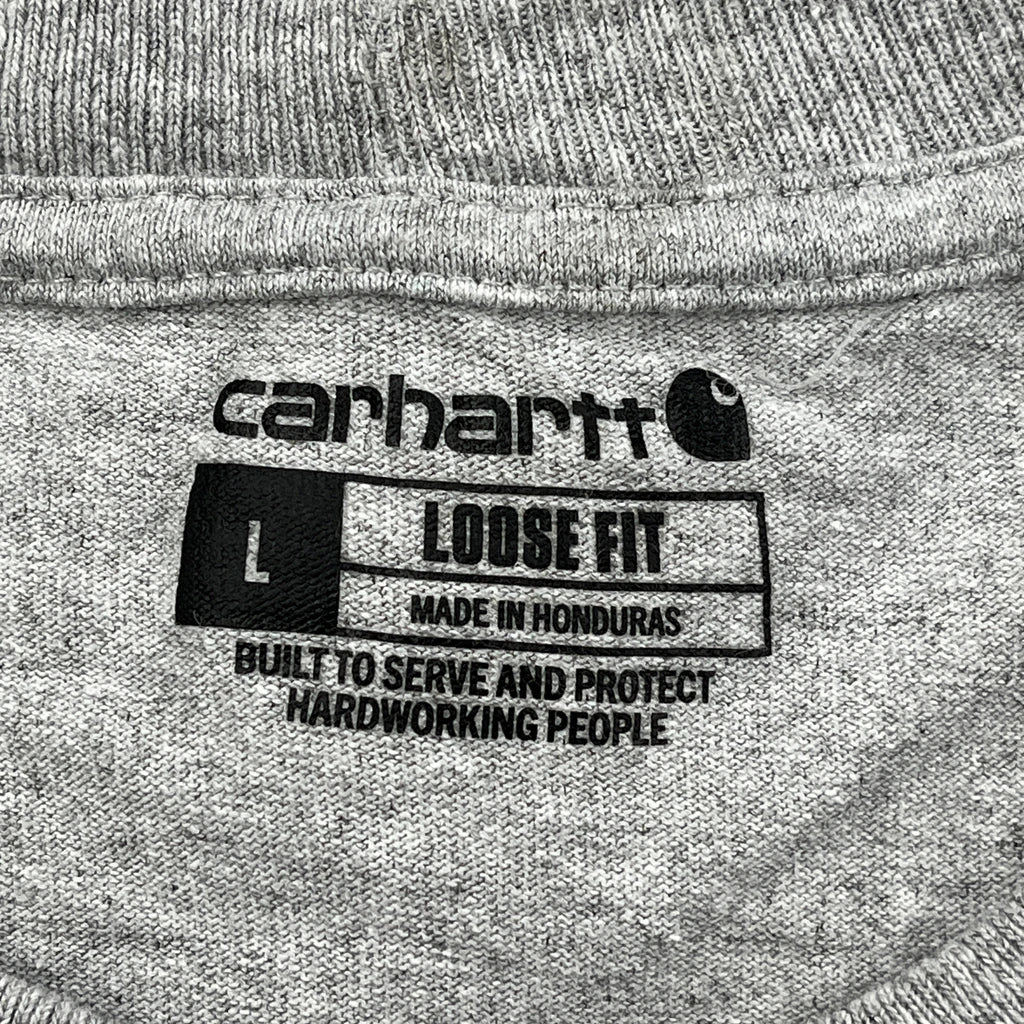 carhartt
L
LOOSE FIT
MADE IN HONDURAS
BUILT TO SERVE AND PROTECT
HARDWORKING PEOPLE